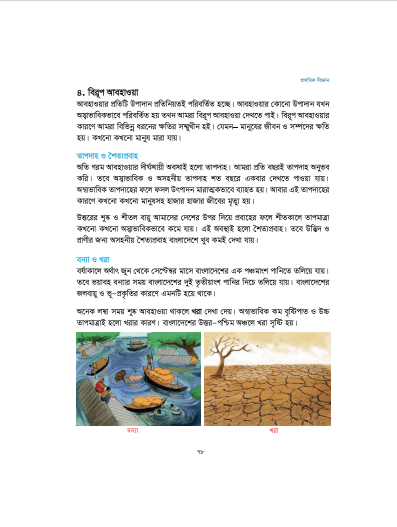 প্রাথমিক বিজ্ঞান
৪. বিরূপ আবহাওয়া
আবহাওয়ার প্রতিটি উপাদান প্রতিনিয়তই পরিবর্তিত হচ্ছে। আবহাওয়ার কোনো উপাদান যখন
অস্বাভাবিকভাবে পরিবর্তিত হয় তখন আমরা বিরূপ আবহাওয়া দেখতে পাই। বিরূপ আবহাওয়ার
কারণে আমরা বিভিন্ন ধরনের ক্ষতির সম্মুখীন হই। যেমন— মানুষের জীবন ও সম্পদের ক্ষতি
হয়। কখনো কখনো মানুষ মারা যায়।
তাপদাহ ও শৈত্যপ্রবাহ
অতি গরম আবহাওয়ার দীর্ঘস্থায়ী অবস্থাই হলো তাপদাহ। আমরা প্রতি বছরই তাপদাহ অনুভব
করি। তবে অস্বাভাবিক ও অসহনীয় তাপদাহ শত বছরে একবার দেখতে পাওয়া যায়।
অস্বাভাবিক তাপদাহের ফলে ফসল উৎপাদন মারাত্মকভাবে ব্যাহত হয়। আবার এই তাপদাহের
কারণে কখনো কখনো মানুষসহ হাজার হাজার জীবের মৃত্যু হয়।
উত্তরের শুষ্ক ও শীতল বায়ু আমাদের দেশের উপর দিয়ে প্রবাহের ফলে শীতকালে তাপমাত্রা
কখনো কখনো অস্বাভাবিকভাবে কমে যায়। এই অবস্থাই হলো শৈত্যপ্রবাহ। তবে উদ্ভিদ ও
প্রাণীর জন্য অসহনীয় শৈত্যপ্রবাহ বাংলাদেশে খুব কমই দেখা যায়।
বন্যা ও খরা
বর্ষাকালে অর্থাৎ জুন থেকে সেপ্টেম্বর মাসে বাংলাদেশের এক পঞ্চমাংশ পানিতে তলিয়ে যায়।
তবে ভয়াবহ বন্যার সময় বাংলাদেশের দুই তৃতীয়াংশ পানির নিচে তলিয়ে যায়। বাংলাদেশের
জলবায়ু ও ভূ-প্রকৃতির কারণে এমনটি হয়ে থাকে।
অনেক লম্বা সময় শুষ্ক আবহাওয়া থাকলে খরা দেখা দেয়। অস্বাভাবিক কম বৃষ্টিপাত ও উচ্চ
তাপমাত্রাই হলো খরার কারণ। বাংলাদেশের উত্তর-পশ্চিম অঞ্চলে খরা সৃষ্টি হয়।
বন্যা
খরা
৭৮